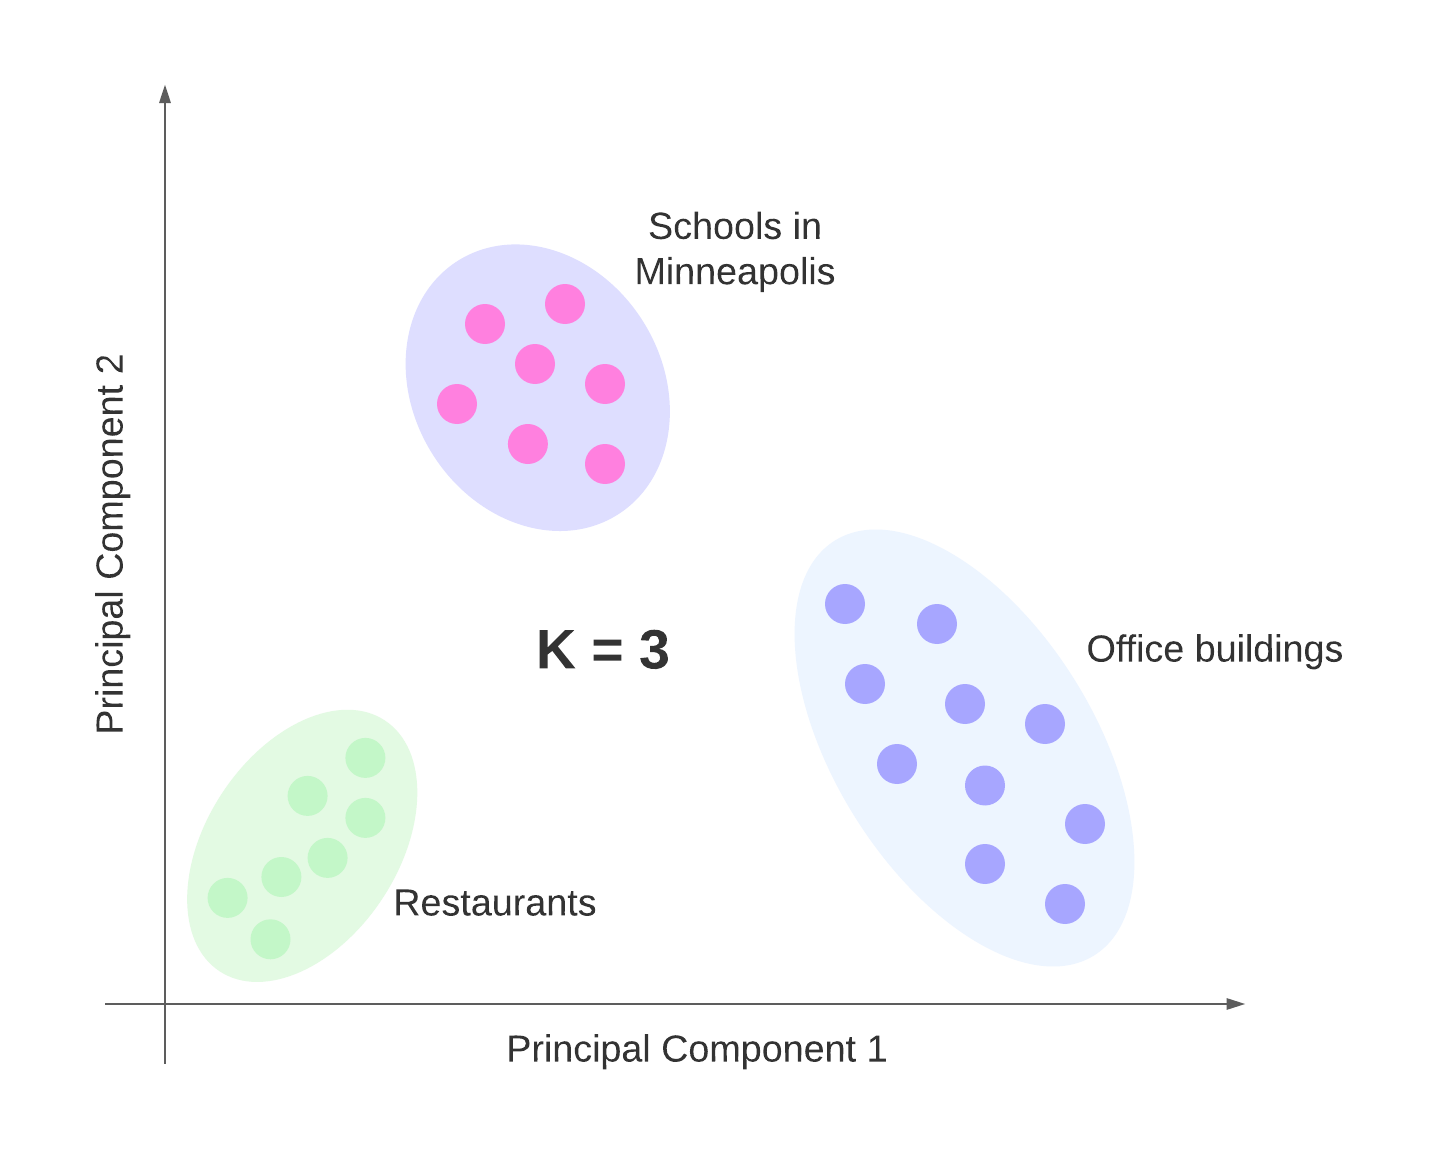 Schools in
Minneapolis
Principal Component 2
K = 3
Office buildings
Restaurants
Principal Component 1